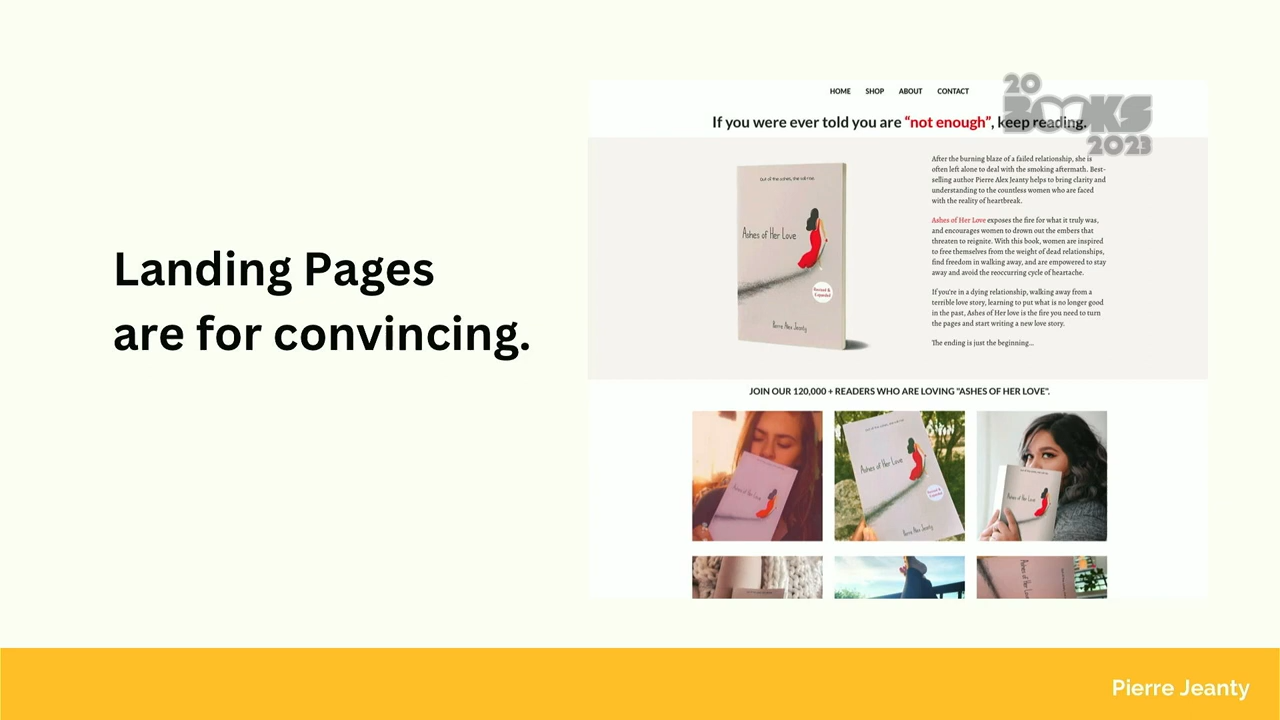 Landing Pages
are for convincing.
HOME SHOP ABOUT CONTACT
20
BOOKS
2023
If you were ever told you are “not enough”, keep reading.
out of the ashes, she will rise.
Ashes of Her Love
Revised &
Expanded
Pierre Alex Jeanty
After the burning blaze of a failed relationship, she is
often left alone to deal with the smoking aftermath. Best-
selling author Pierre Alex Jeanty helps to bring clarity and
understanding to the countless women who are faced
with the reality of heartbreak.
Ashes of Her Love exposes the fire for what it truly was,
and encourages women to drown out the embers that
threaten to reignite. With this book, women are inspired
to free themselves from the weight of dead relationships,
find freedom in walking away, and are empowered to stay
away and avoid the reoccurring cycle of heartache.
If you're in a dying relationship, walking away from a
terrible love story, learning to put what is no longer good
in the past, Ashes of Her love is the fire you need to turn
the pages and start writing a new love story.
The ending is just the beginning...
JOIN OUR 120,000 + READERS WHO ARE LOVING "ASHES OF HER LOVE".
Ashes of Her Love
Ashes of Her Love
Pierre Alex Jeanty
Ashes of Her Love
Pierre Jeanty